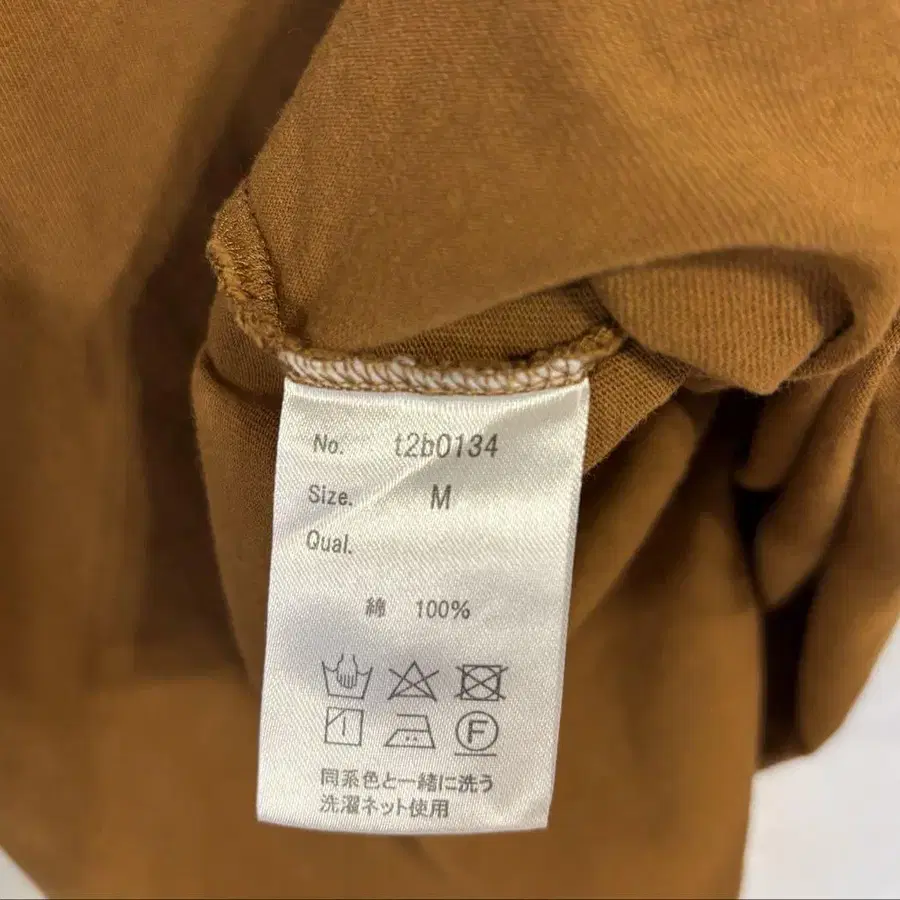 No. t2b0134
Size. M
Qual.
綿 100%
F
同系色と一緒に洗う
洗濯ネット使用